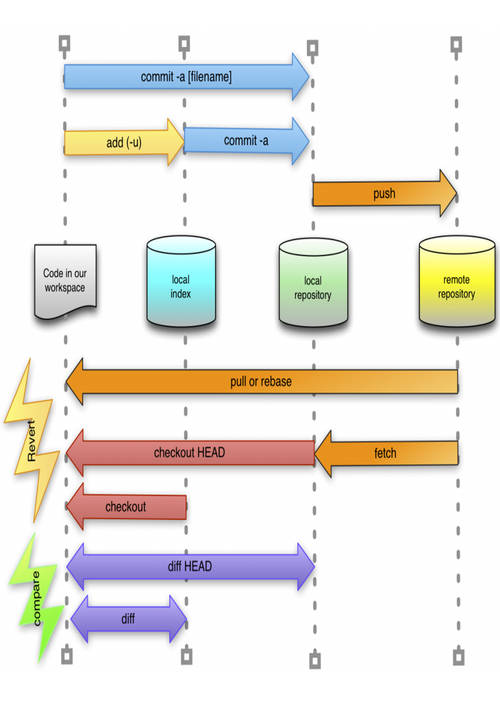 commit -a [filename]
add (-u)
commit -a
push
Code in our
workspace
local
index
local
repository
remote
repository
pull or rebase
Revert
checkout HEAD
fetch
checkout
compare
diff HEAD
diff